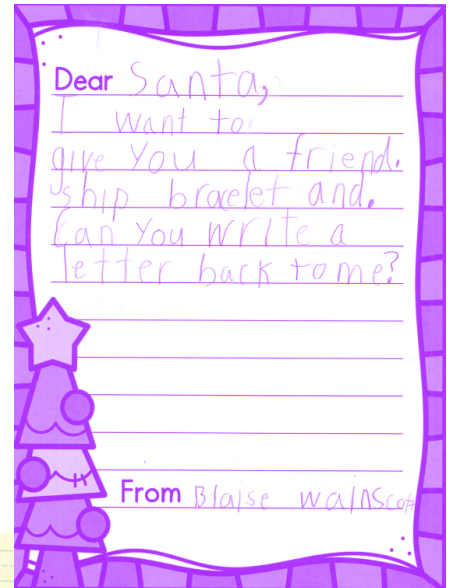 Dear Santa,
I want to
give you a friend.
ship bracelet and.
Can you write a
letter back to me?
From Blaise wainscott